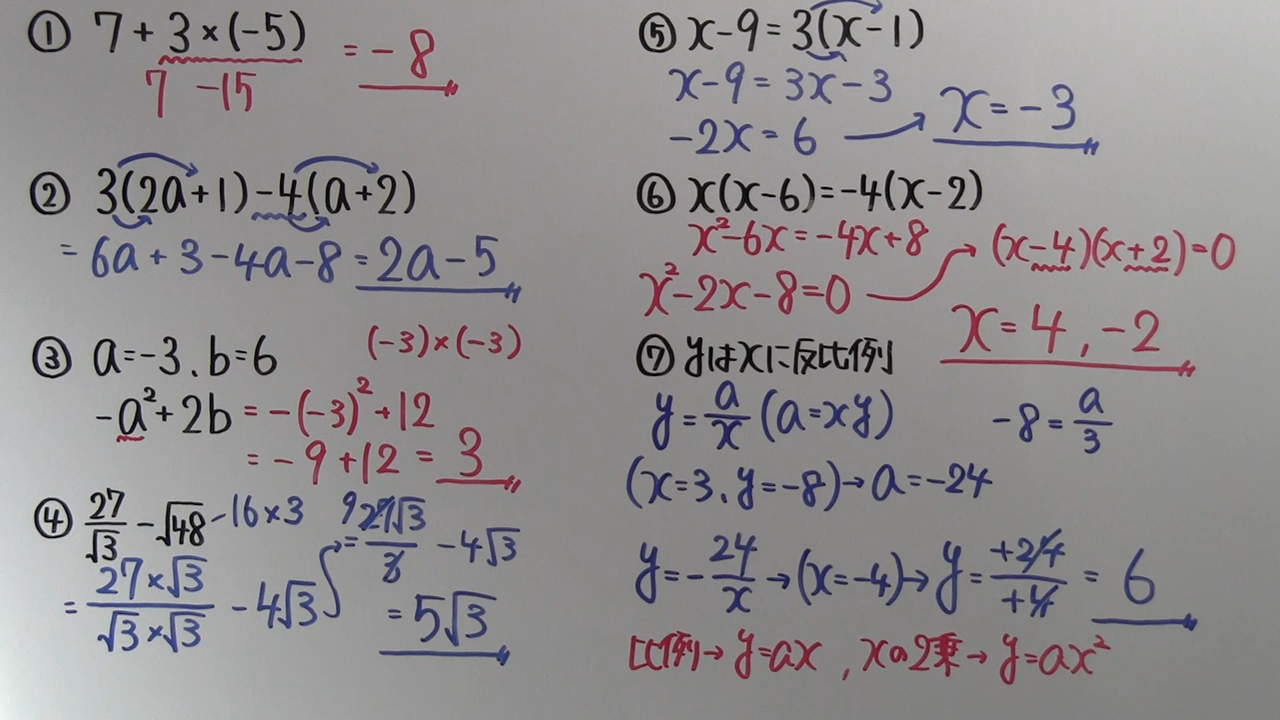 ① 7 + 3 × (-5) = -8
7 -15
② 3(2a+1) - 4(a+2)
= 6a + 3 - 4a - 8 = 2a - 5
③ a = -3、b = 6 (-3) × (-3)
-a² + 2b = -(-3)² + 12
= -9 + 12 = 3
④ 27/√3 - √48 - 16 × 3
= (27 × √3)/(√3 × √3) - 4√3
= 9 27√3/3 - 4√3
= 5√3
⑤ x - 9 = 3(x - 1)
x - 9 = 3x - 3
-2x = 6 → x = -3
⑥ x(x - 6) = -4(x - 2)
x² - 6x = -4x + 8
x² - 2x - 8 = 0 → (x - 4)(x + 2) = 0
x = 4, -2
⑦ yはxに反比例
y = a/x (a = xy) -8 = a/3
(x = 3、y = -8) → a = -24
y = -24/x → (x = -4) → y = +24/+4 = 6
比例 → y = ax , xの2乗 → y = ax²